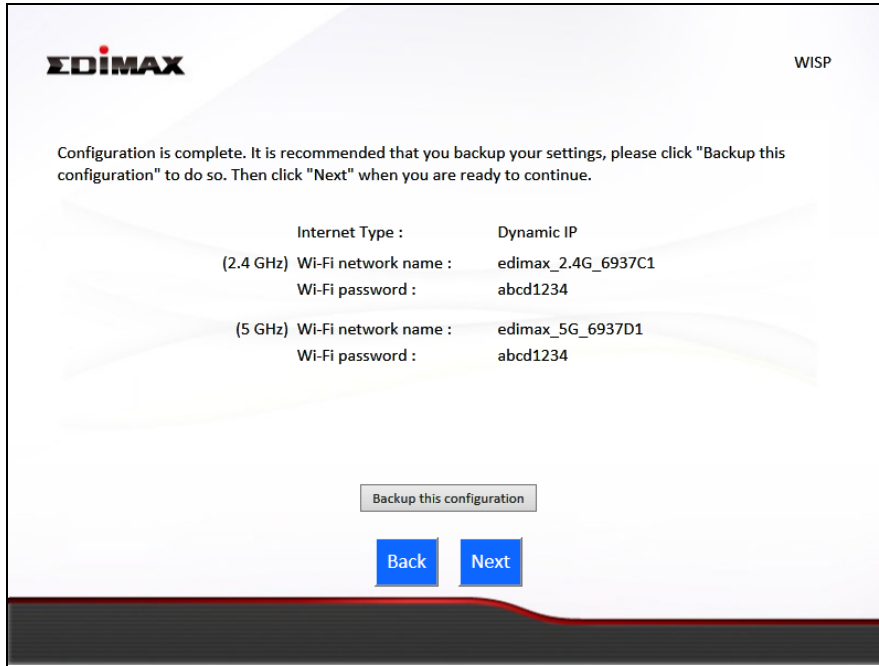 EDIMAX
WISP
Configuration is complete. It is recommended that you backup your settings, please click "Backup this
configuration" to do so. Then click "Next" when you are ready to continue.
Internet Type : Dynamic IP
(2.4 GHz) Wi-Fi network name : edimax_2.4G_6937C1
Wi-Fi password : abcd1234
(5 GHz) Wi-Fi network name : edimax_5G_6937D1
Wi-Fi password : abcd1234
Backup this configuration
Back Next